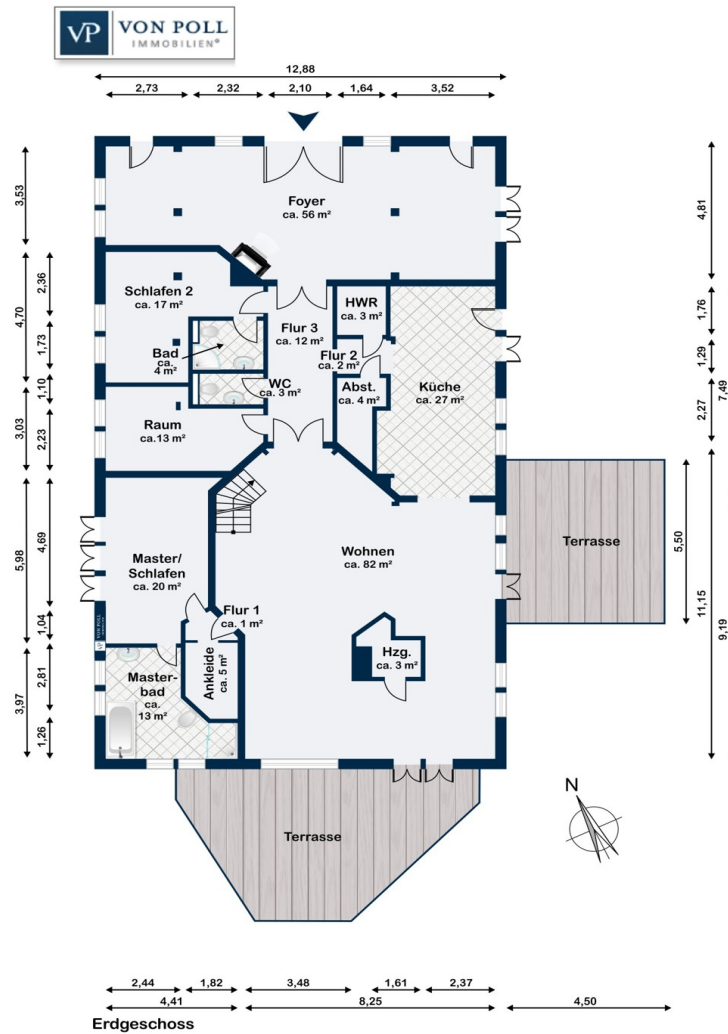 VP VON POLL
IMMOBILIEN®
12,88
2,73 2,32 2,10 1,64 3,52
3,53
4,70
2,36
1,73
1,10
3,03
2,23
5,98
4,69
1,04
3,97
2,81
1,26
4,81
1,76
1,29
7,49
2,27
5,50
11,15
9,19
Foyer
ca. 56 m²
Schlafen 2
ca. 17 m²
HWR
ca. 3 m²
Flur 3
ca. 12 m²
Flur 2
ca. 2 m²
Bad
ca.
4 m²
WC
ca. 3 m²
Abst.
ca. 4 m²
Küche
ca. 27 m²
Raum
ca.13 m²
Wohnen
ca. 82 m²
Terrasse
Master/
Schlafen
ca. 20 m²
Flur 1
ca. 1 m²
Hzg.
ca. 3 m²
Ankleide
ca. 5 m²
Master-
bad
ca.
13 m²
VP VON POLL
Terrasse
N
2,44 1,82 3,48 1,61 2,37
4,41 8,25 4,50
Erdgeschoss